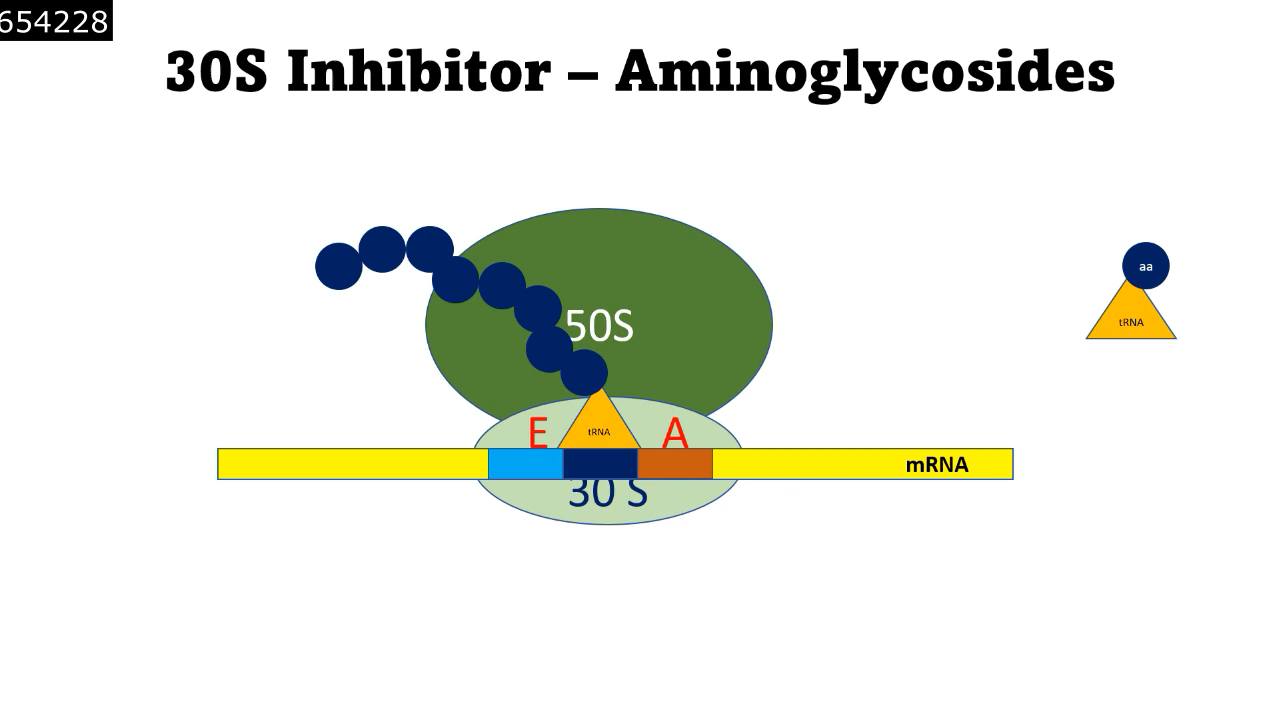 654228
30S Inhibitor – Aminoglycosides
aa
tRNA
50S
E
tRNA
A
mRNA
30 S